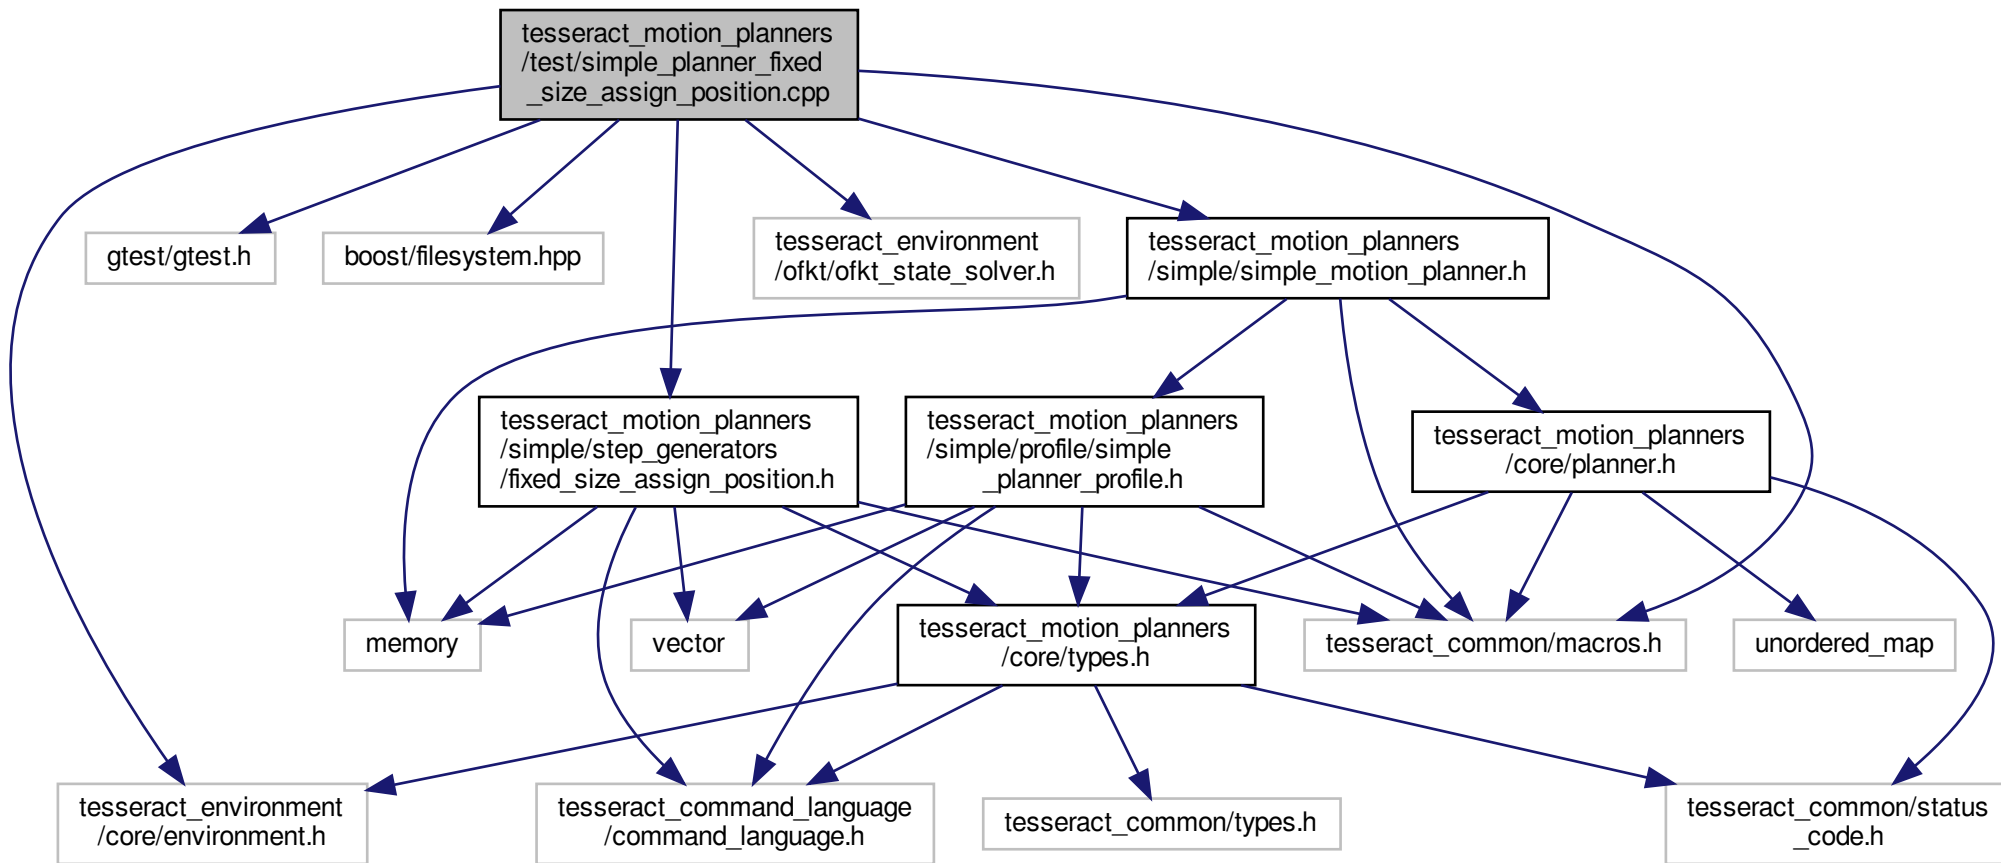 tesseract_motion_planners
/test/simple_planner_fixed
_size_assign_position.cpp
gtest/gtest.h
boost/filesystem.hpp
tesseract_environment
/ofkt/ofkt_state_solver.h
tesseract_motion_planners
/simple/simple_motion_planner.h
tesseract_motion_planners
/simple/step_generators
/fixed_size_assign_position.h
tesseract_motion_planners
/simple/profile/simple
_planner_profile.h
tesseract_motion_planners
/core/planner.h
memory
vector
tesseract_motion_planners
/core/types.h
tesseract_common/macros.h
unordered_map
tesseract_environment
/core/environment.h
tesseract_command_language
/command_language.h
tesseract_common/types.h
tesseract_common/status
_code.h